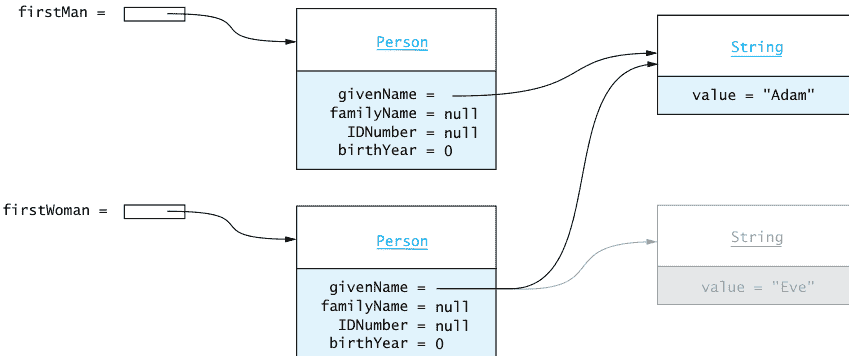 firstMan =
Person
givenName =
familyName = null
IDNumber = null
birthYear = 0
String
value = "Adam"
firstWoman =
Person
givenName =
familyName = null
IDNumber = null
birthYear = 0
String
value = "Eve"